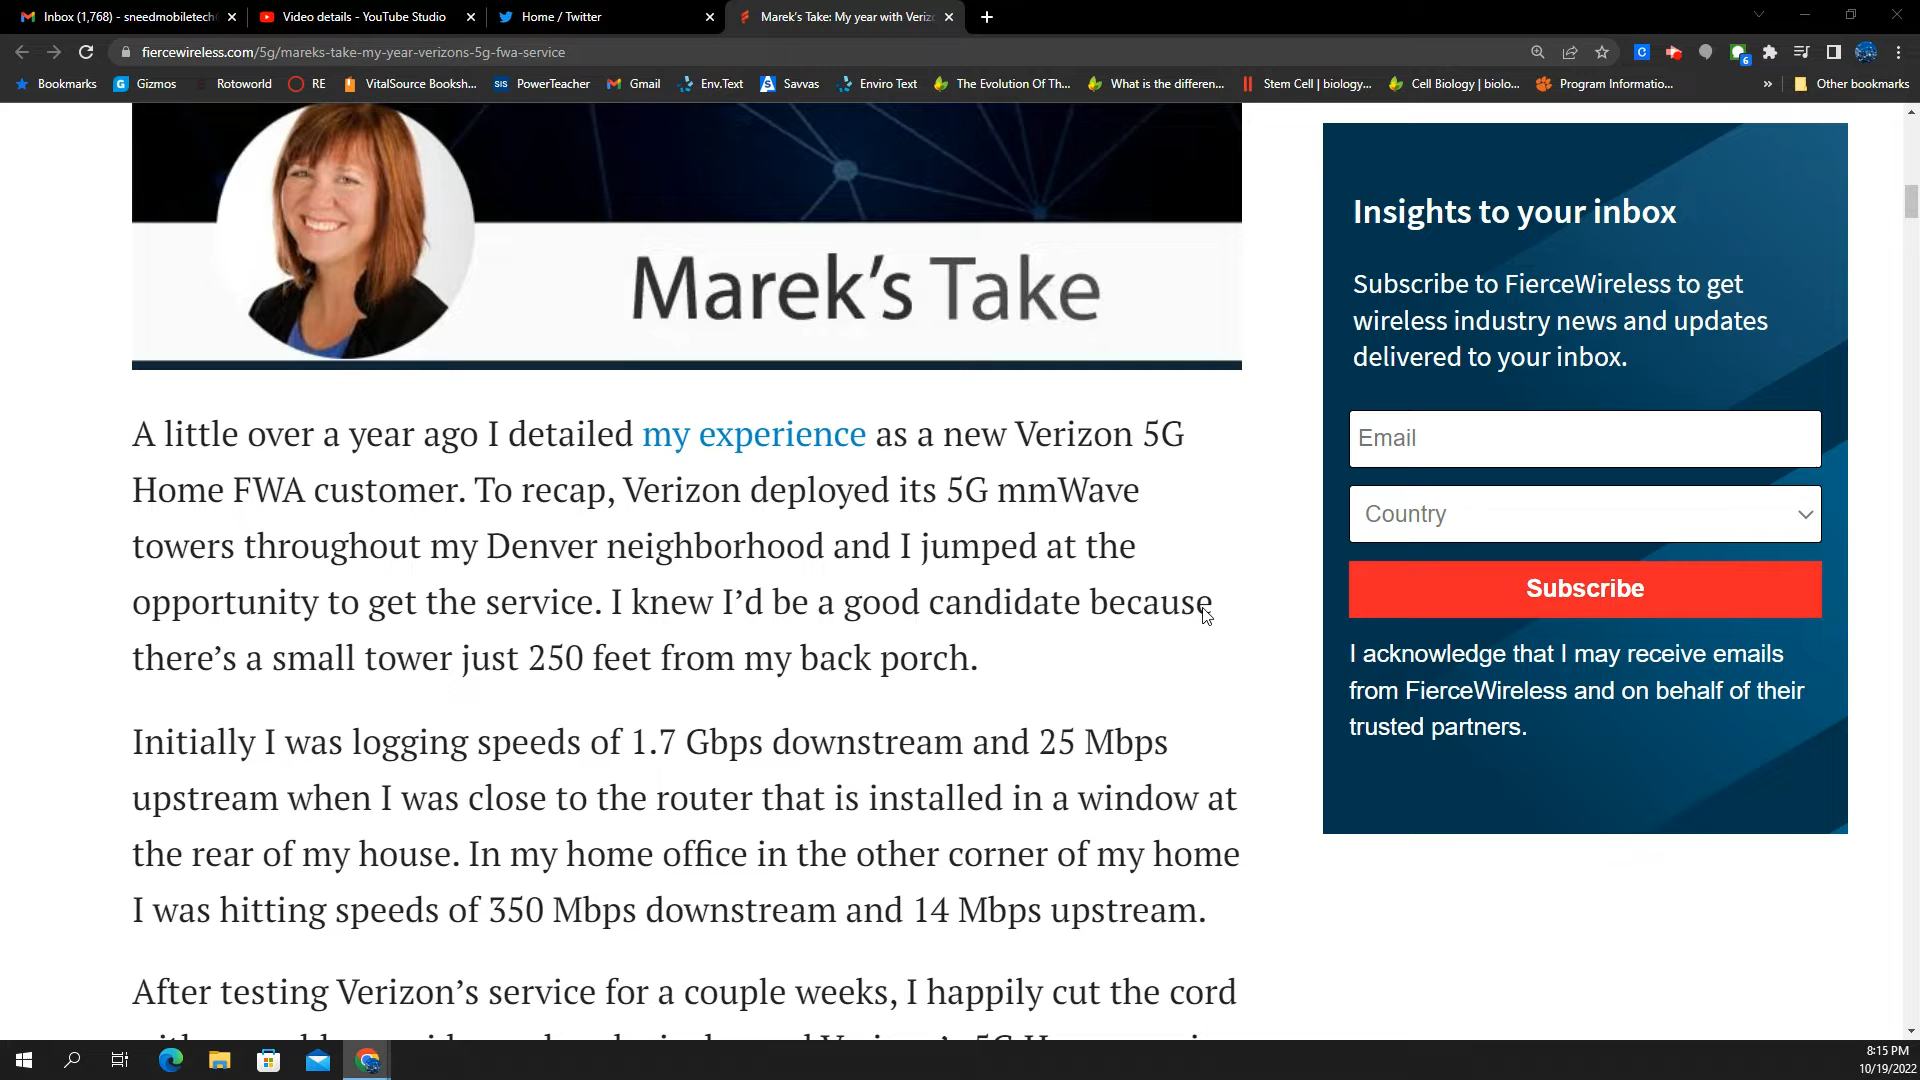 Inbox (1,768) - sneedmobiletech
Video details - YouTube Studio
Home / Twitter
Marek's Take: My year with Veriz
fiercewireless.com/5g/mareks-take-my-year-verizons-5g-fwa-service
6
Bookmarks
Gizmos
Rotoworld
RE
VitalSource Booksh...
SIS
PowerTeacher
Gmail
Env.Text
Savvas
Enviro Text
The Evolution Of Th...
What is the differen...
Stem Cell | biology...
Cell Biology | biolo...
Program Informatio...
»
Other bookmarks
Marek's Take
A little over a year ago I detailed my experience as a new Verizon 5G
Home FWA customer. To recap, Verizon deployed its 5G mmWave
towers throughout my Denver neighborhood and I jumped at the
opportunity to get the service. I knew I'd be a good candidate because
there's a small tower just 250 feet from my back porch.
Initially I was logging speeds of 1.7 Gbps downstream and 25 Mbps
upstream when I was close to the router that is installed in a window at
the rear of my house. In my home office in the other corner of my home
I was hitting speeds of 350 Mbps downstream and 14 Mbps upstream.
After testing Verizon's service for a couple weeks, I happily cut the cord
Insights to your inbox
Subscribe to FierceWireless to get
wireless industry news and updates
delivered to your inbox.
Email
Country
Subscribe
I acknowledge that I may receive emails
from FierceWireless and on behalf of their
trusted partners.
8:15 PM
10/19/2022